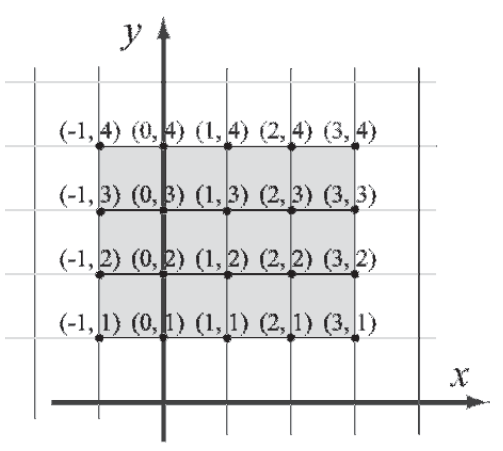 y
(-1, 4) (0, 4) (1, 4) (2, 4) (3, 4)
(-1, 3) (0, 3) (1, 3) (2, 3) (3, 3)
(-1, 2) (0, 2) (1, 2) (2, 2) (3, 2)
(-1, 1) (0, 1) (1, 1) (2, 1) (3, 1)
x